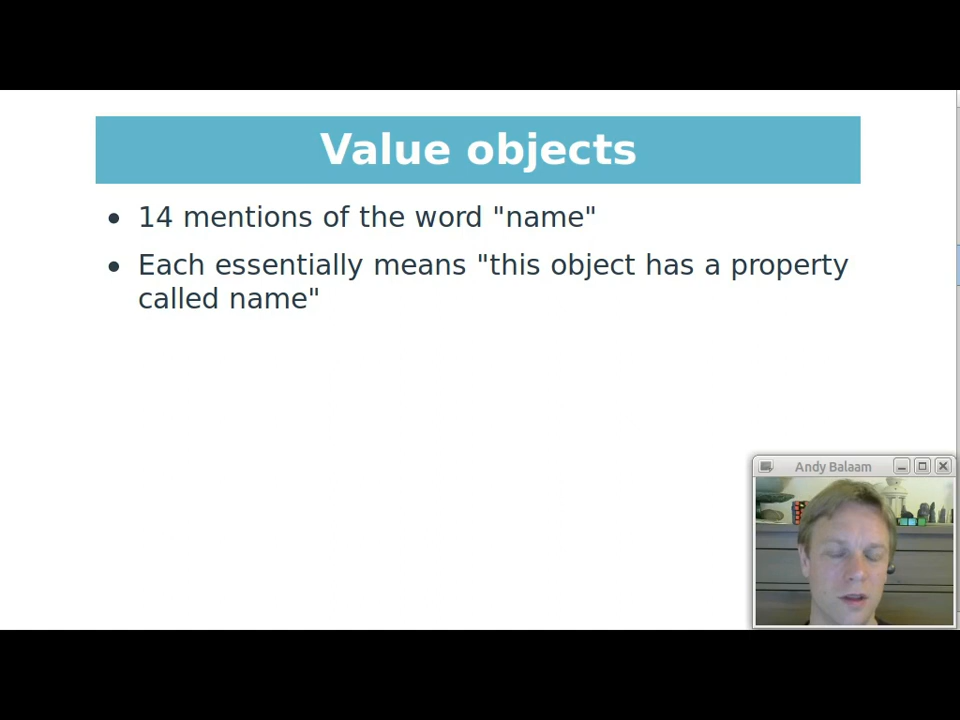 Value objects
14 mentions of the word "name"
Each essentially means "this object has a property
called name"
Andy Balaam